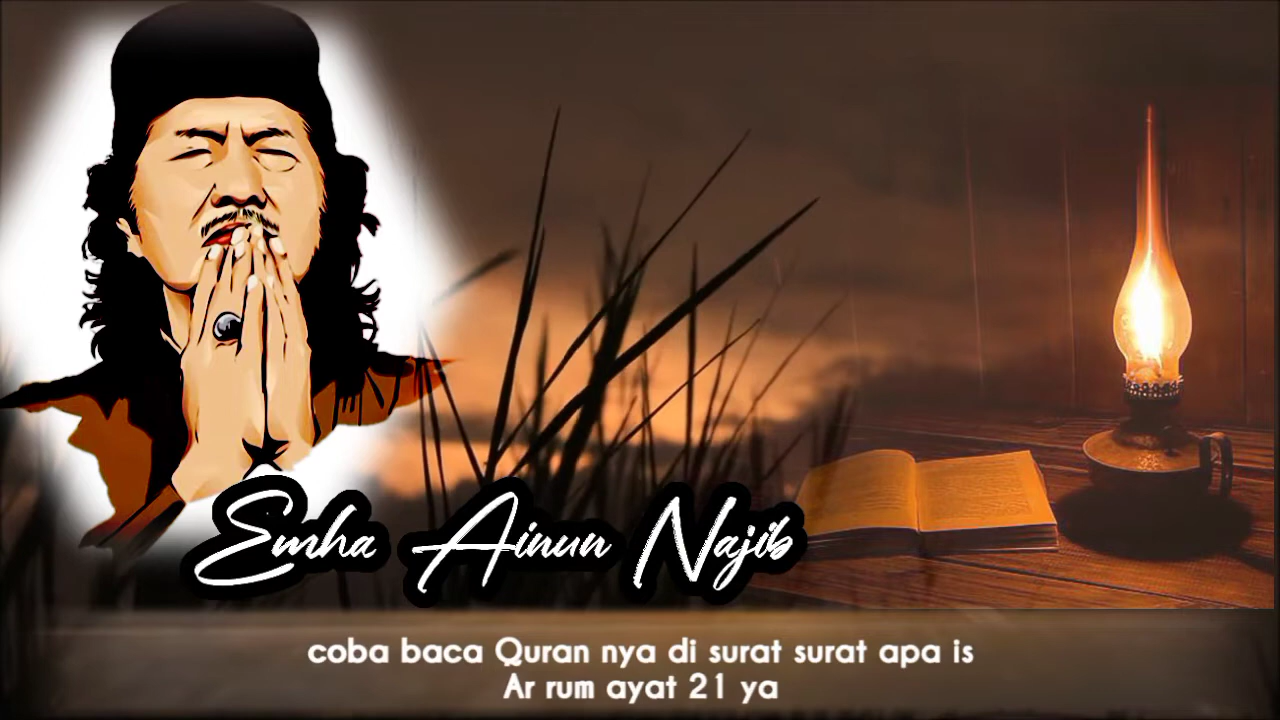 Emha Ainun Najib
coba baca Quran nya di surat surat apa is
Ar rum ayat 21 ya